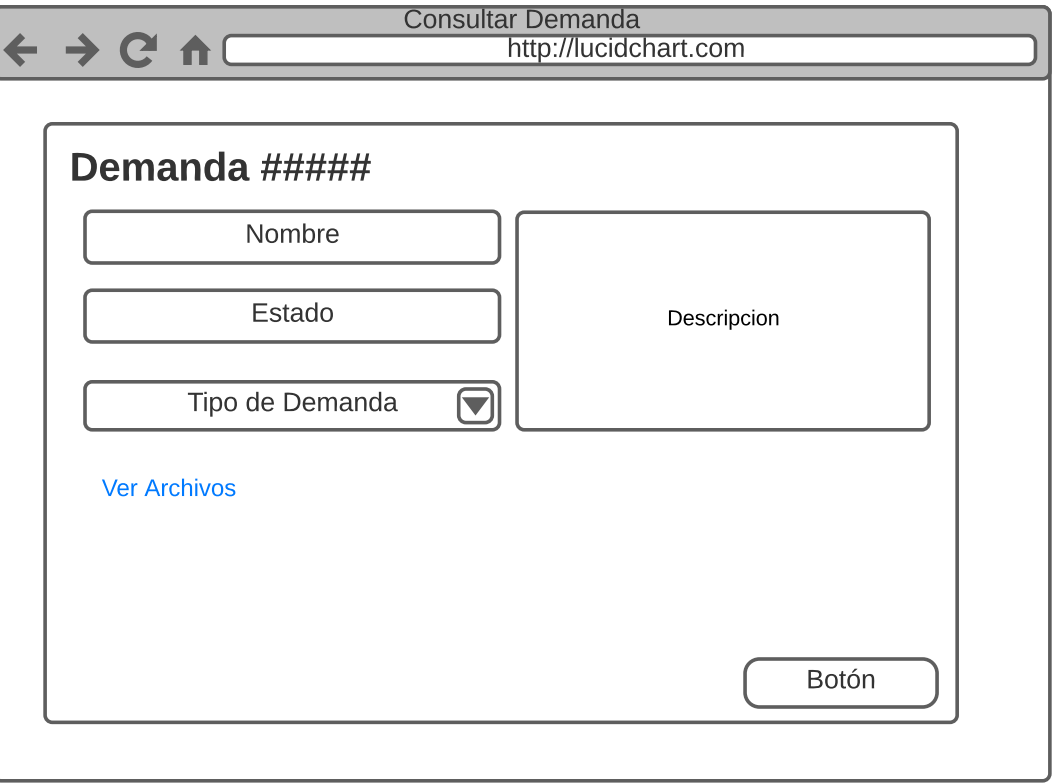 Consultar Demanda
http://lucidchart.com
Demanda #####
Nombre
Estado
Descripcion
Tipo de Demanda
Ver Archivos
Botón